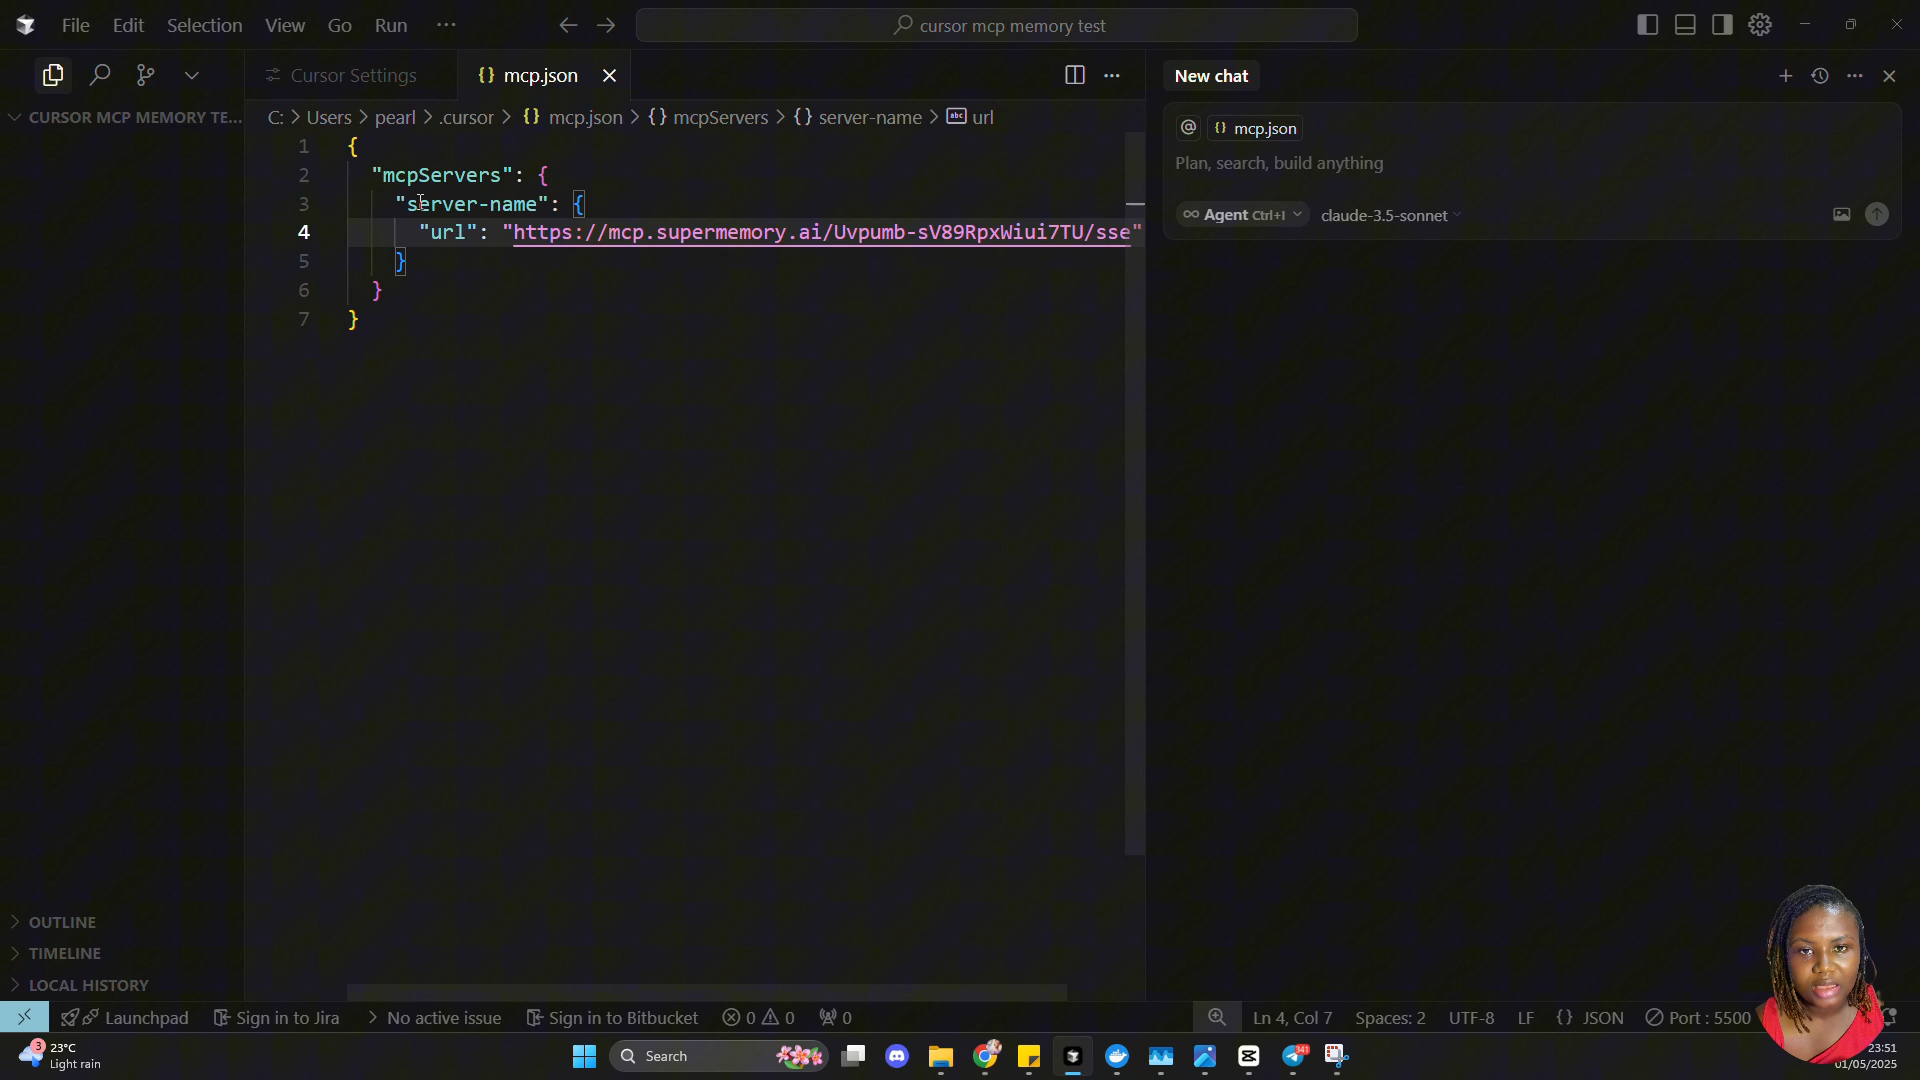 File Edit Selection View Go Run ··· cursor mcp memory test
Cursor Settings mcp.json
New chat
CURSOR MCP MEMORY TE...
C: > Users > pearl > .cursor > {} mcp.json > {} mcpServers > {} server-name > abc url
1 {
2 "mcpServers": {
3 "server-name": {
4 "url": "https://mcp.supermemory.ai/Uvpumb-sV89RpxWiui7TU/sse"
5 }
6 }
7 }
@ {} mcp.json
Plan, search, build anything
∞ Agent Ctrl+I claude-3.5-sonnet
OUTLINE
TIMELINE
LOCAL HISTORY
Launchpad Sign in to Jira > No active issue Sign in to Bitbucket 0 0 0 Ln 4, Col 7 Spaces: 2 UTF-8 LF {} JSON Port : 5500
3
23°C
Light rain
Search
341
23:51
01/05/2025